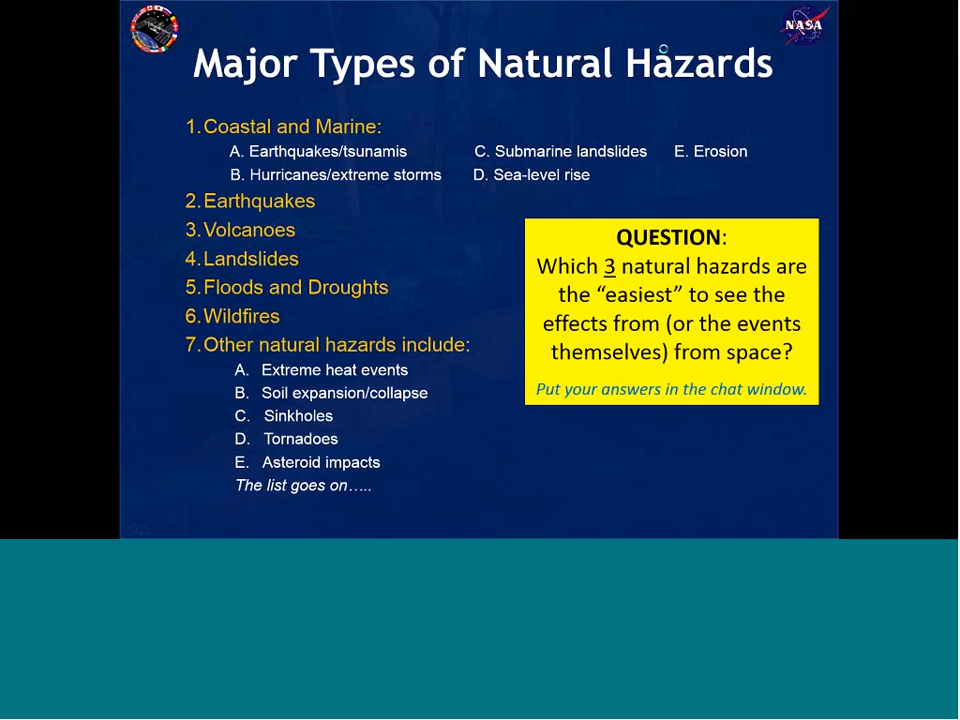 NASA
Major Types of Natural Hazards
1.Coastal and Marine:
A. Earthquakes/tsunamis C. Submarine landslides E. Erosion
B. Hurricanes/extreme storms D. Sea-level rise
2.Earthquakes
3.Volcanoes
4.Landslides
5.Floods and Droughts
6.Wildfires
7.Other natural hazards include:
A. Extreme heat events
B. Soil expansion/collapse
C. Sinkholes
D. Tornadoes
E. Asteroid impacts
The list goes on…..
QUESTION:
Which 3 natural hazards are
the “easiest” to see the
effects from (or the events
themselves) from space?
Put your answers in the chat window.